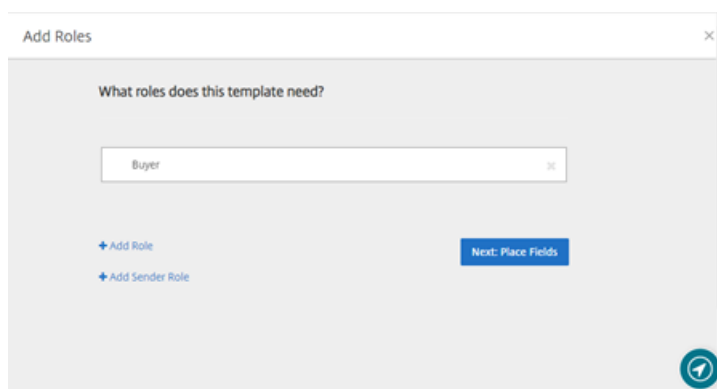 Add Roles
What roles does this template need?
Buyer
+ Add Role
Next: Place Fields
+ Add Sender Role